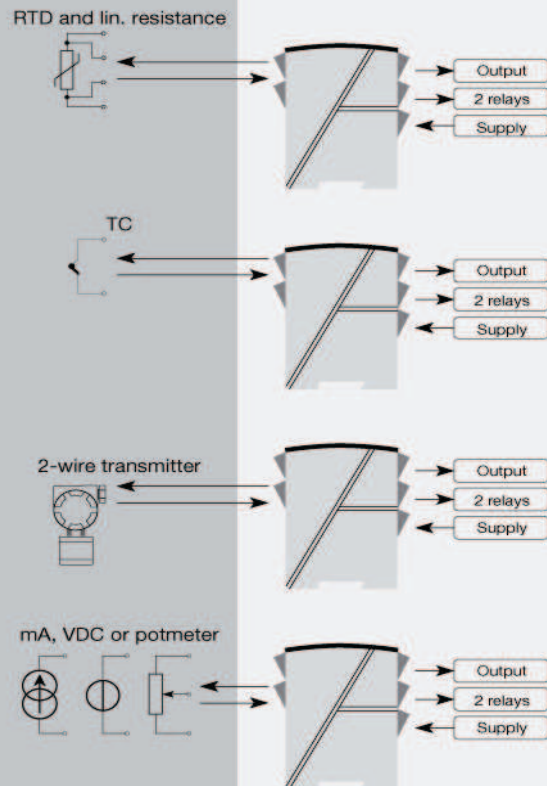 RTD and lin. resistance
Output
2 relays
Supply
TC
Output
2 relays
Supply
2-wire transmitter
Output
2 relays
Supply
mA, VDC or potmeter
Output
2 relays
Supply